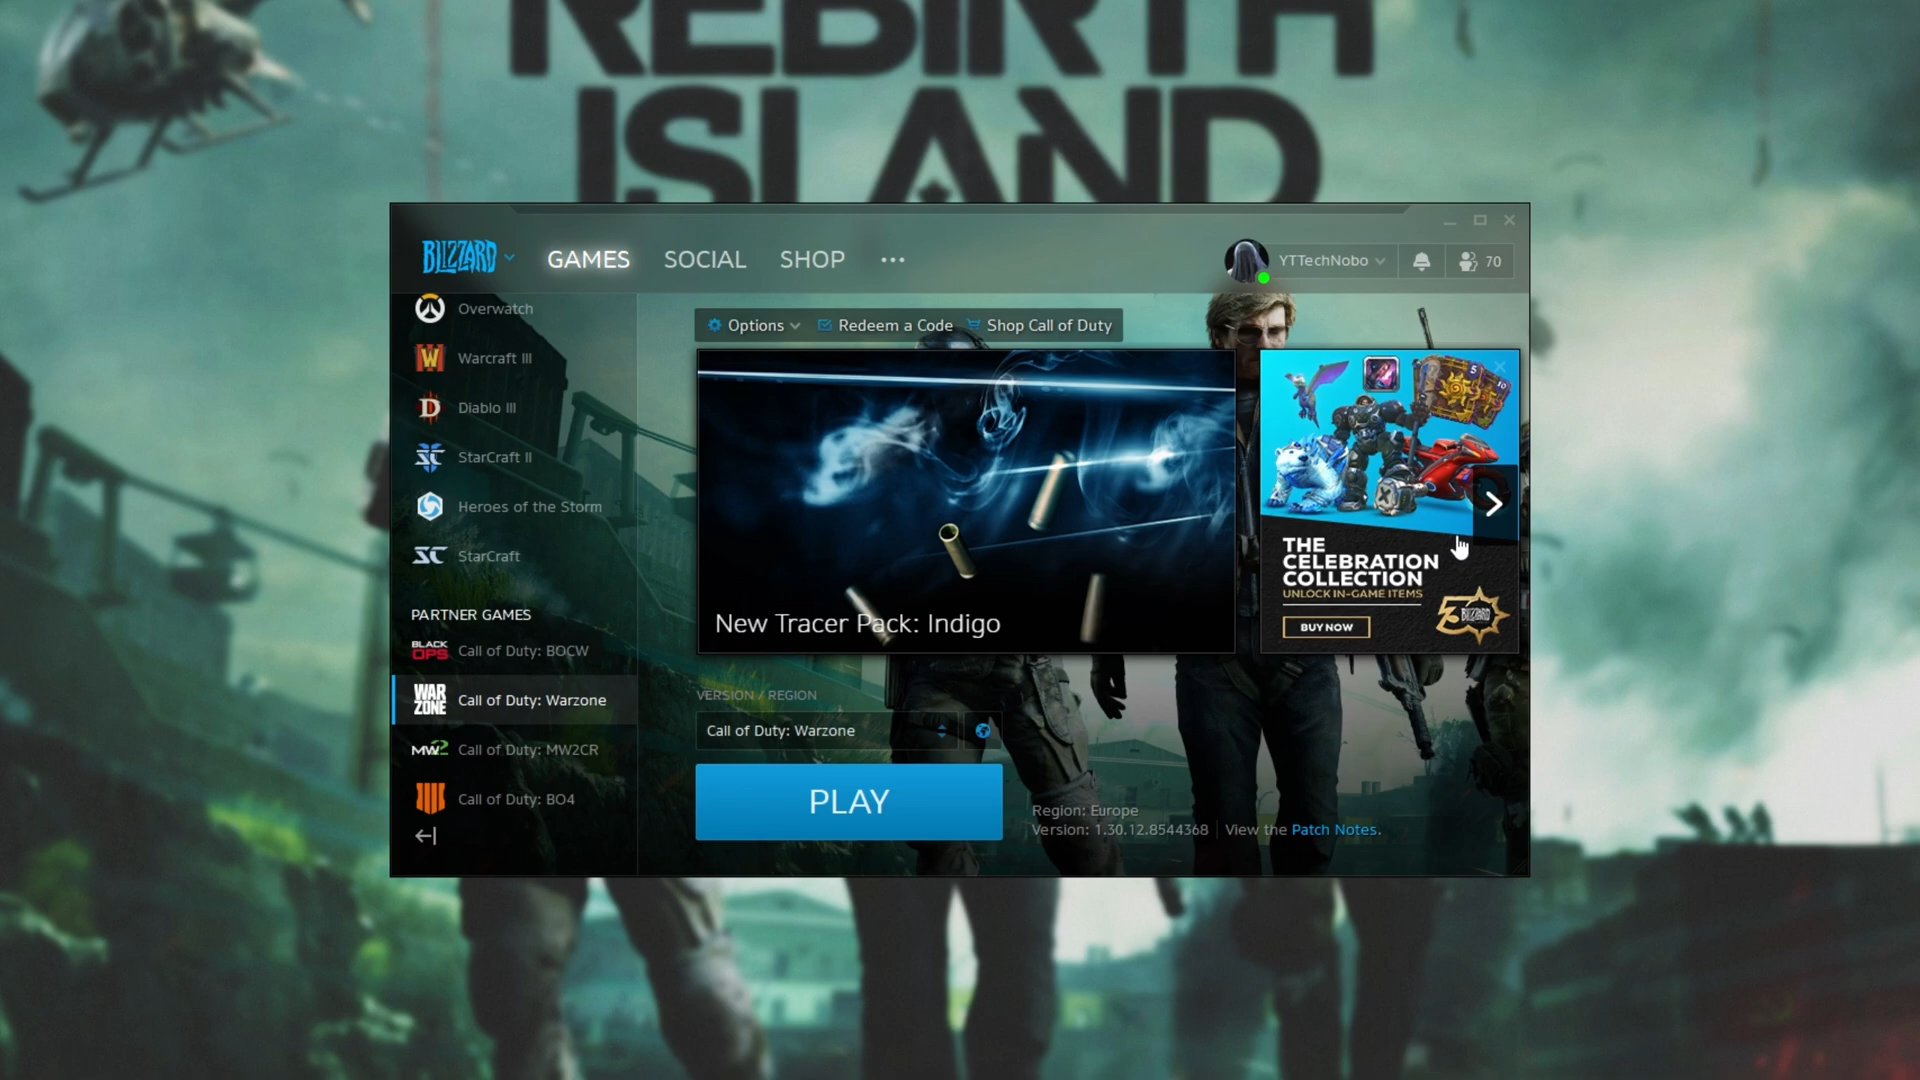 REBIRTH
ISLAND
BLIZZARD
GAMES
SOCIAL
SHOP
YTTechNobo
70
Overwatch
Warcraft III
Diablo III
StarCraft II
Heroes of the Storm
StarCraft
PARTNER GAMES
BLACK
OPS
Call of Duty: BOCW
WAR
ZONE
Call of Duty: Warzone
MW2
Call of Duty: MW2CR
Call of Duty: BO4
Options
Redeem a Code
Shop Call of Duty
New Tracer Pack: Indigo
5
10
THE
CELEBRATION
COLLECTION
UNLOCK IN-GAME ITEMS
BUY NOW
BLIZZARD
VERSION / REGION
Call of Duty: Warzone
PLAY
Region: Europe
Version: 1.30.12.8544368
View the Patch Notes.